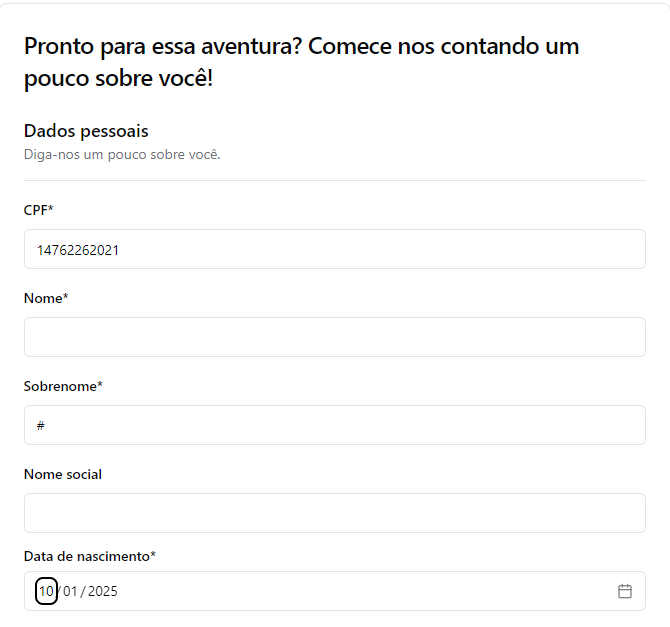 Pronto para essa aventura? Comece nos contando um
pouco sobre você!
Dados pessoais
Diga-nos um pouco sobre você.
CPF*
14762262021
Nome*
Sobrenome*
#
Nome social
Data de nascimento*
10/01/2025